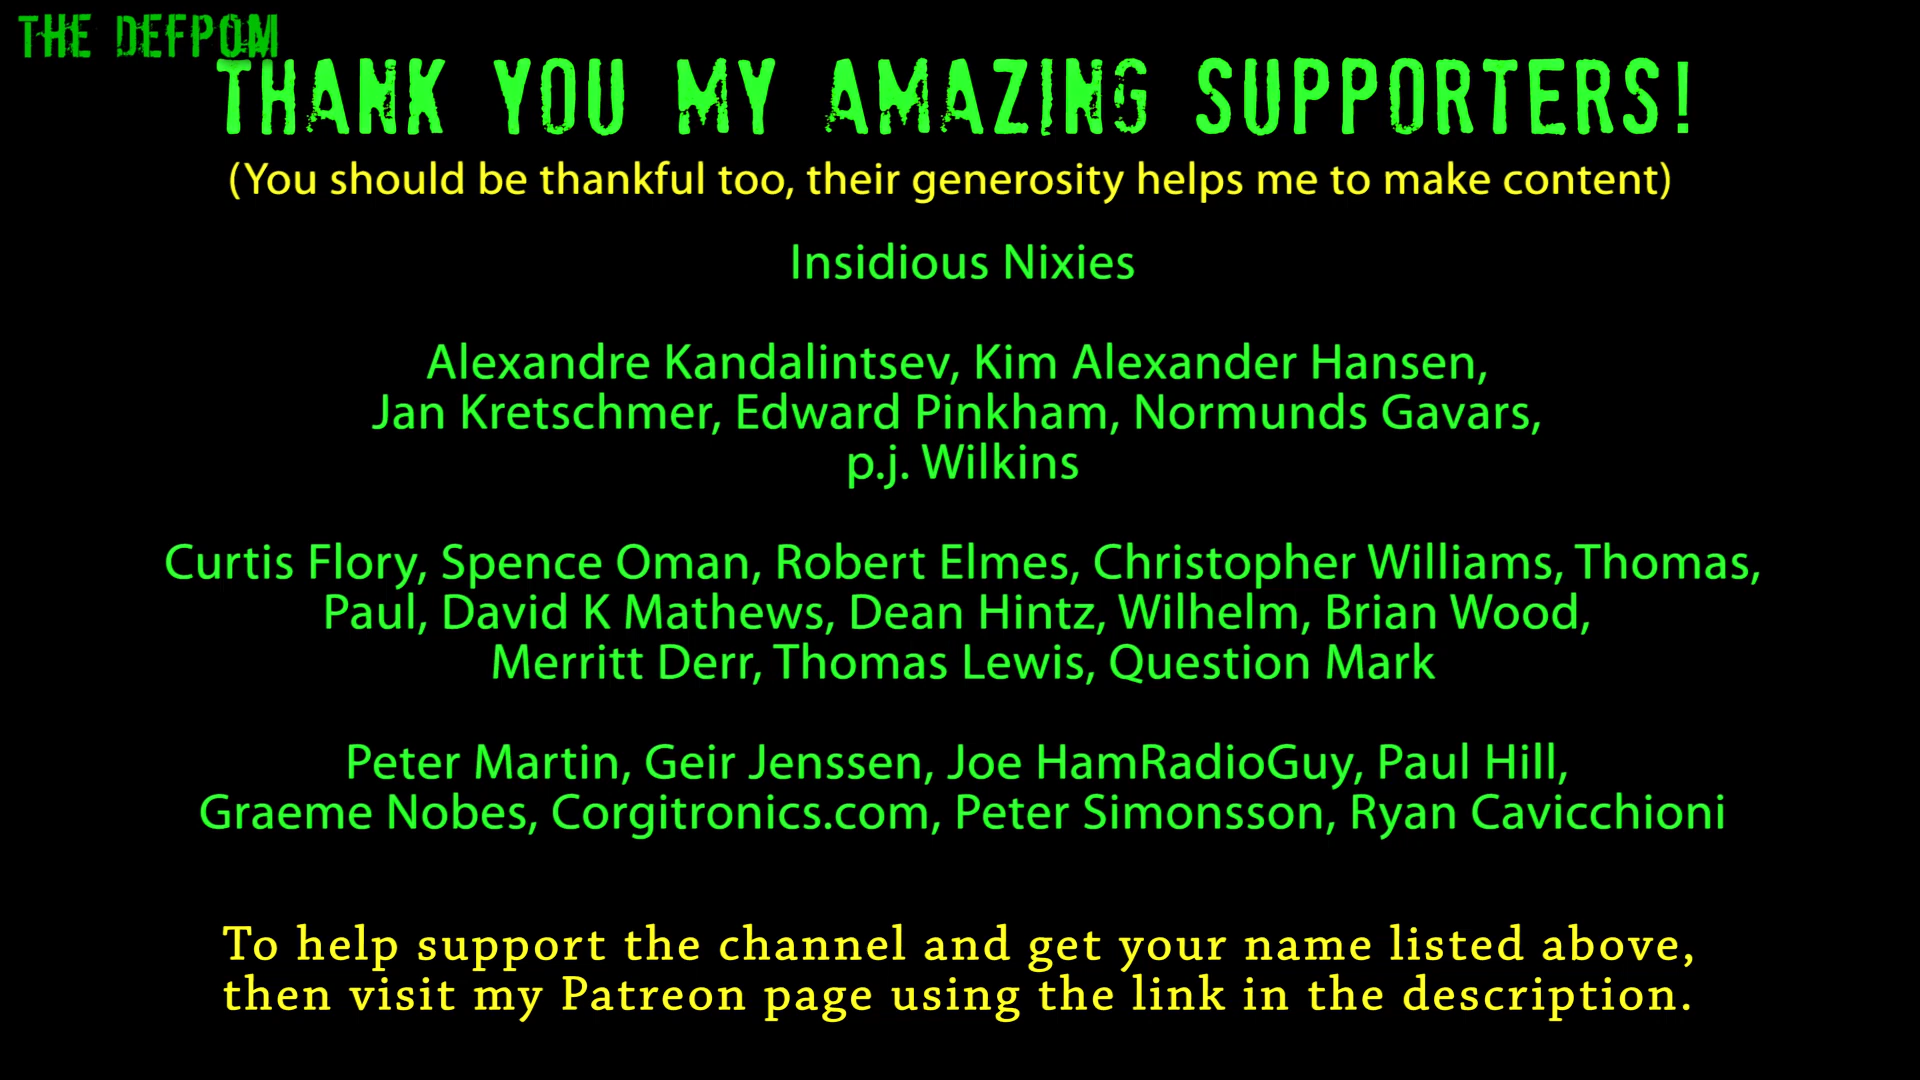 THE DEFPOM
THANK YOU MY AMAZING SUPPORTERS!
(You should be thankful too, their generosity helps me to make content)
Insidious Nixies
Alexandre Kandalintsev, Kim Alexander Hansen,
Jan Kretschmer, Edward Pinkham, Normunds Gavars,
p.j. Wilkins
Curtis Flory, Spence Oman, Robert Elmes, Christopher Williams, Thomas,
Paul, David K Mathews, Dean Hintz, Wilhelm, Brian Wood,
Merritt Derr, Thomas Lewis, Question Mark
Peter Martin, Geir Jenssen, Joe HamRadioGuy, Paul Hill,
Graeme Nobes, Corgitronics.com, Peter Simonsson, Ryan Cavicchioni
To help support the channel and get your name listed above,
then visit my Patreon page using the link in the description.